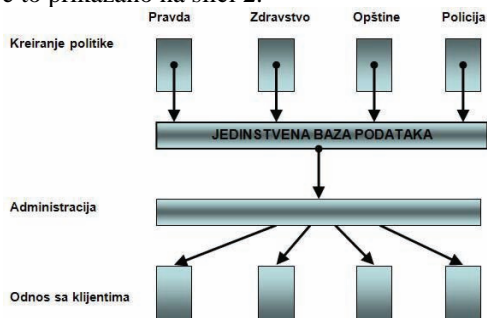 e to prikazano na slici 2.
Pravda Zdravstvo Opštine Policija
Kreiranje politike
JEDINSTVENA BAZA PODATAKA
Administracija
Odnos sa klijentima